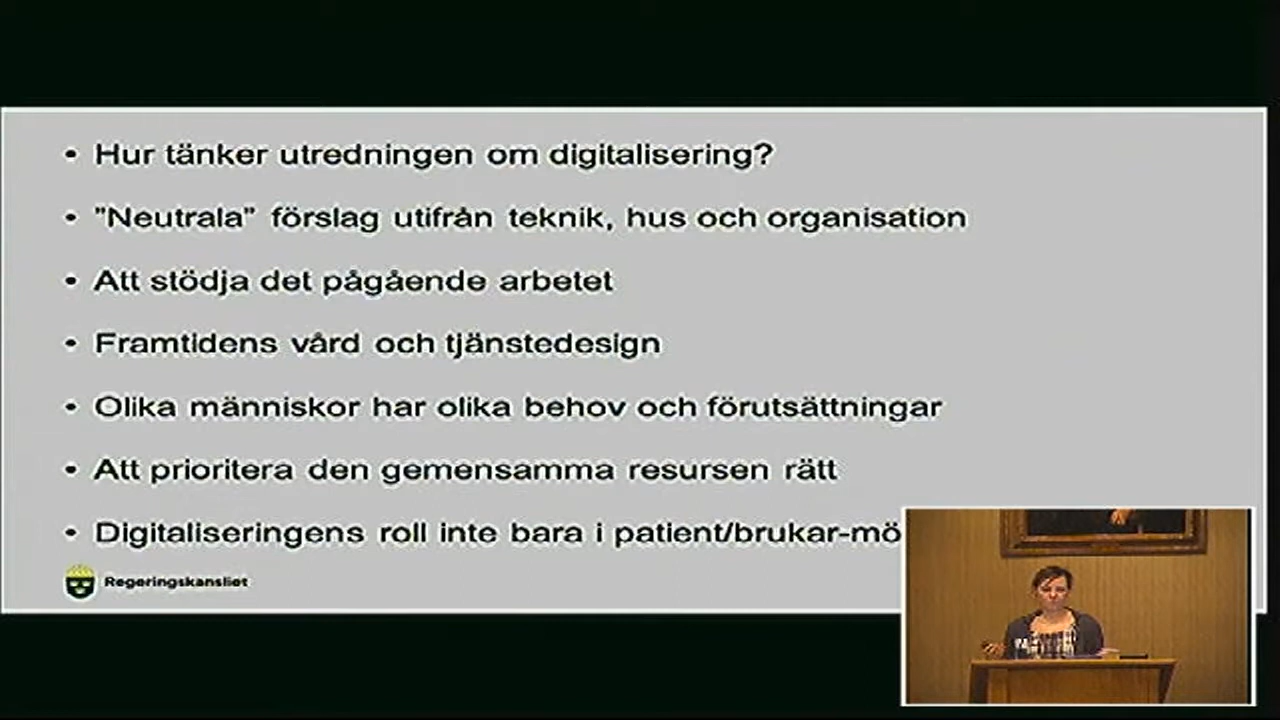 • Hur tänker utredningen om digitalisering?
• "Neutrala" förslag utifrån teknik, hus och organisation
• Att stödja det pågående arbetet
• Framtidens vård och tjänstedesign
• Olika människor har olika behov och förutsättningar
• Att prioritera den gemensamma resursen rätt
• Digitaliseringens roll inte bara i patient/brukar-mö
Regeringskansliet